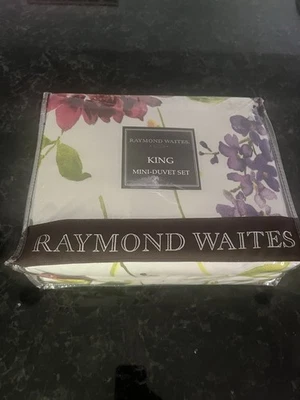 RAYMOND WAITES
KING
MINI-DUVET SET
RAYMOND WAITES